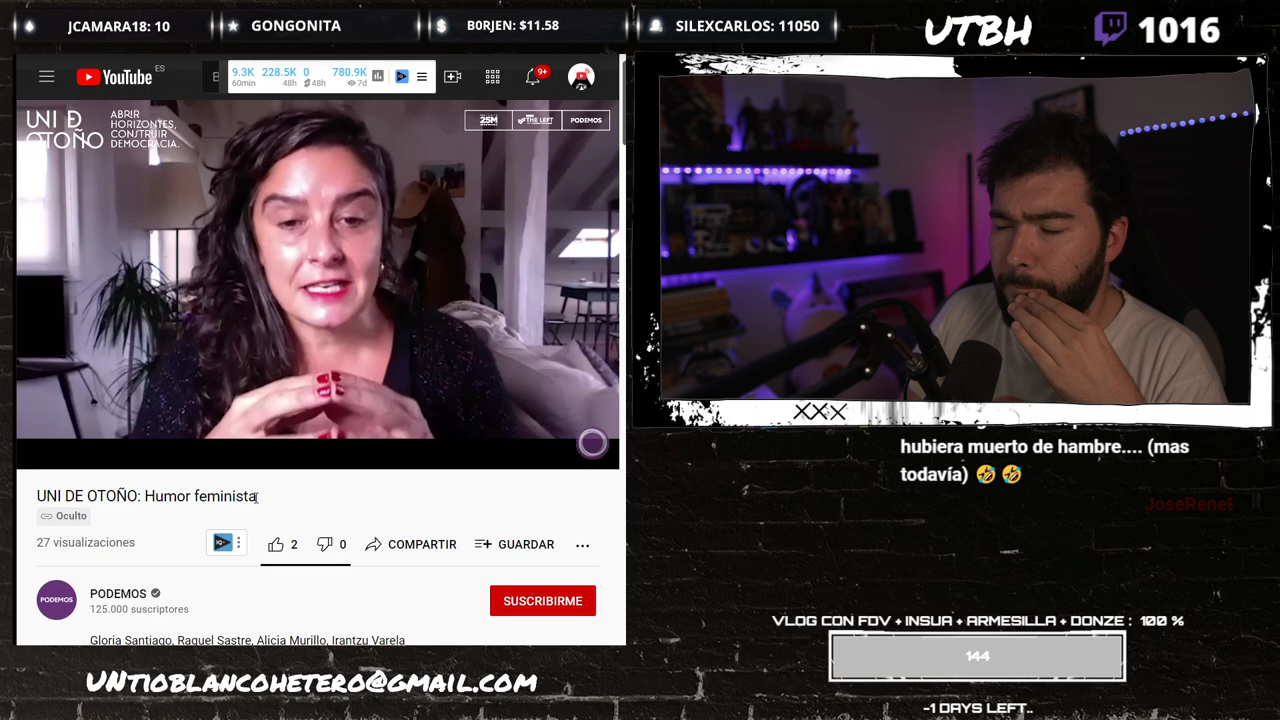 JCAMARA18: 10
GONGONITA
B0RJEN: $11.58
SILEXCARLOS: 11050
UTBH
1016
YouTube ES
9.3K 228.5K 0 780.9K
60min 48h 48h 7d
9+
UNI D OTOÑO
ABRIR
HORIZONTES,
CONSTRUIR
DEMOCRACIA.
25M
THE LEFT
PODEMOS
XXX
hubiera muerto de hambre.... (mas
todavía) 🤣 🤣
JoseReneE
UNI DE OTOÑO: Humor feminista
Oculto
27 visualizaciones
IQ
2
0
COMPARTIR
GUARDAR
PODEMOS
PODEMOS
125.000 suscriptores
SUSCRIBIRME
Gloria Santiago, Raquel Sastre, Alicia Murillo, Irantzu Varela
VLOG CON FDV + INSUA + ARMESILLA + DONZE : 100 %
144
-1 DAYS LEFT..
UNTIOBLANCOHETERO@GMAIL.COM